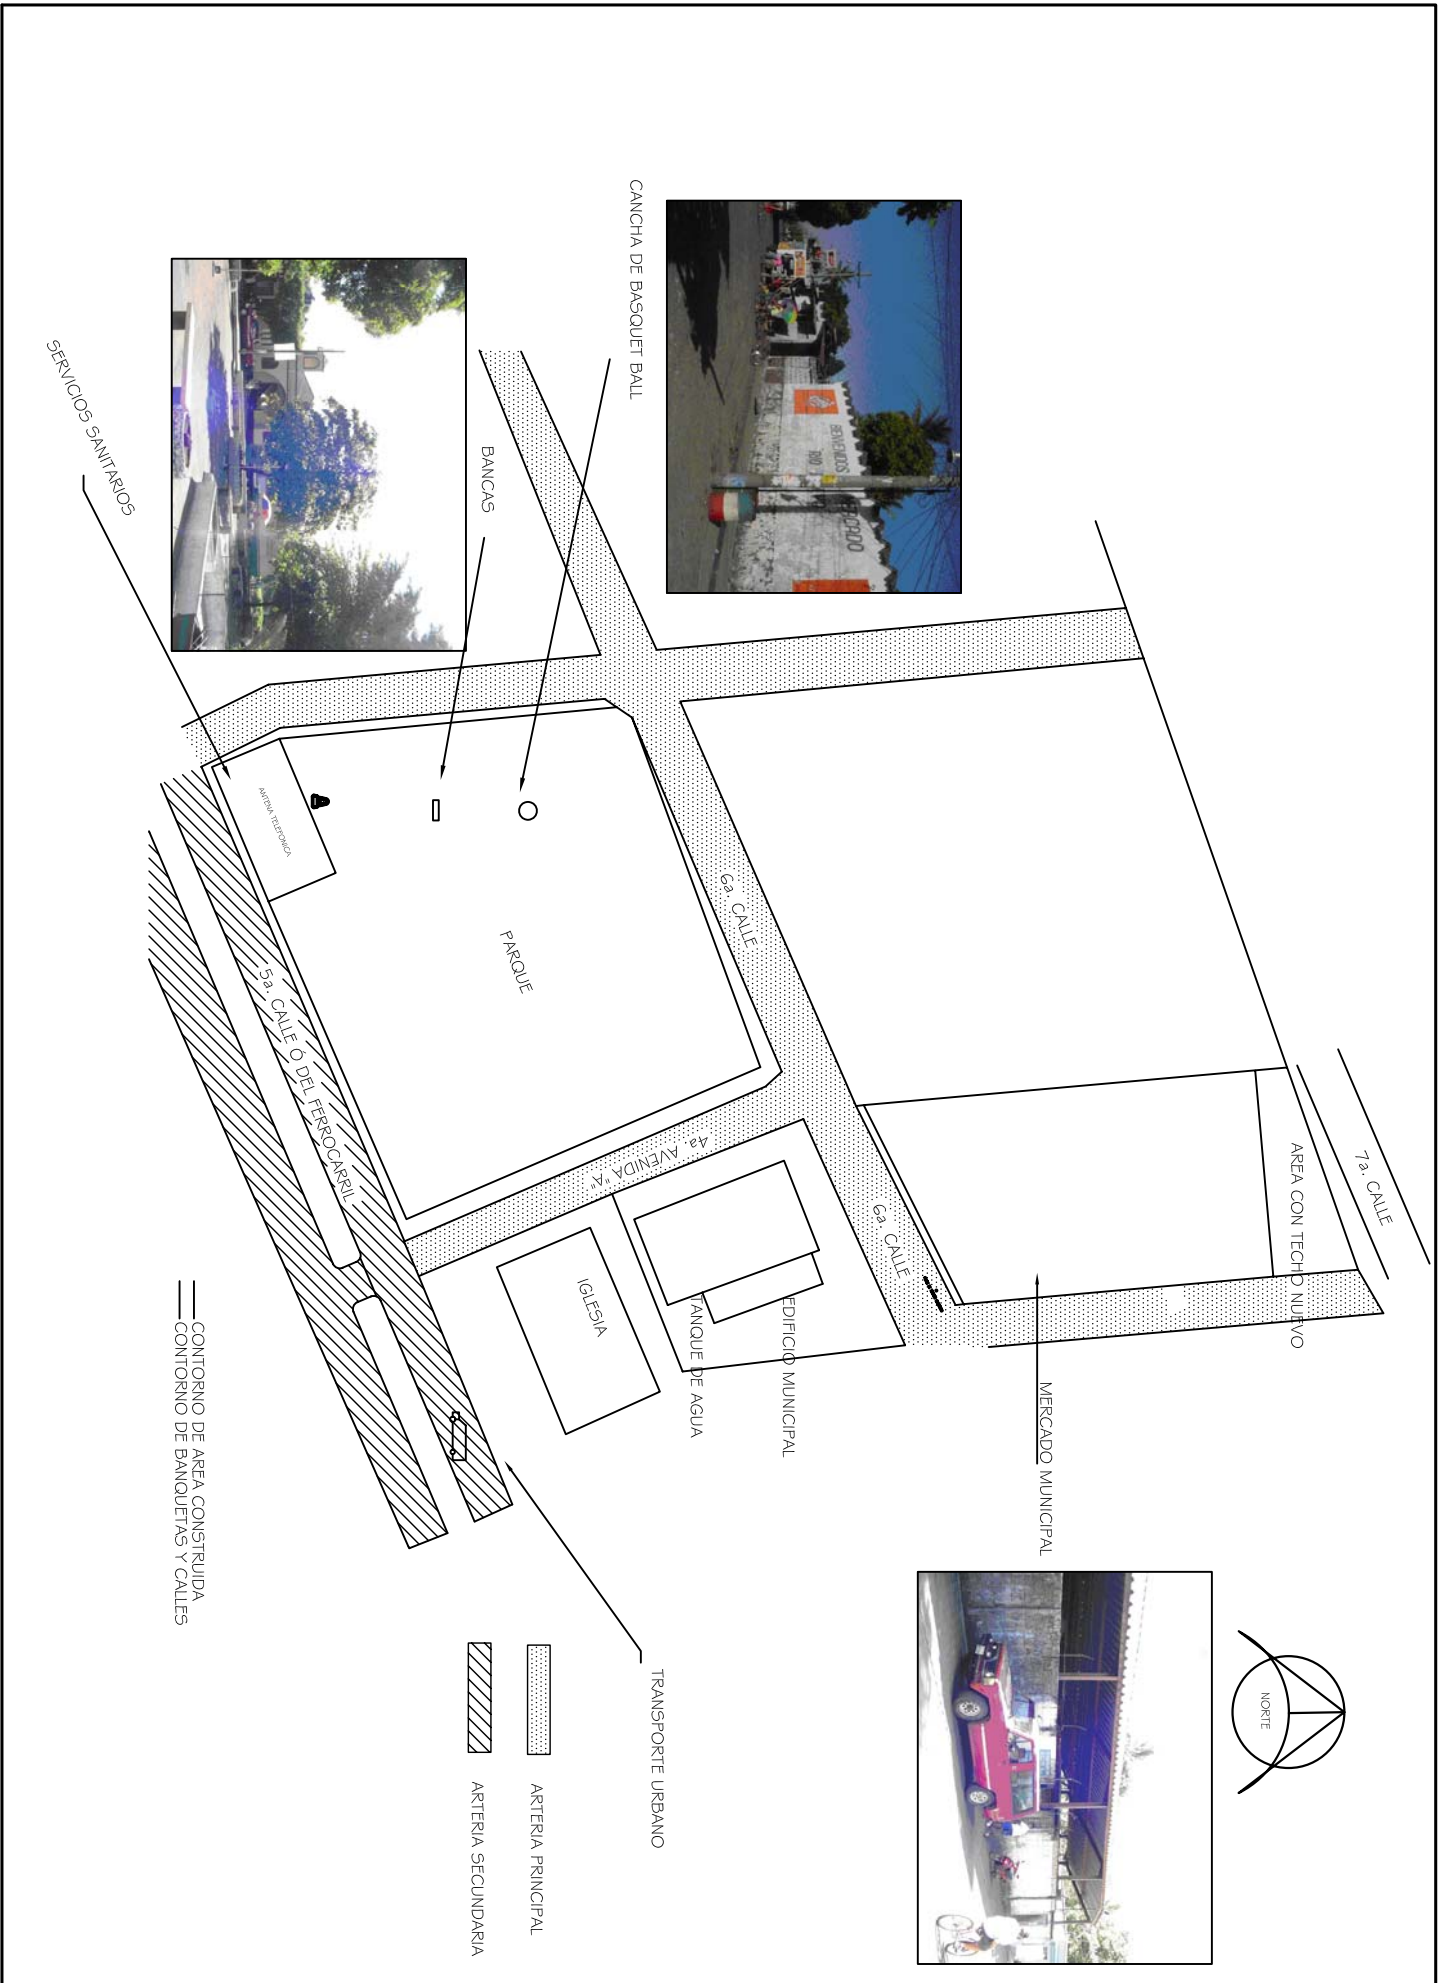 7a. CALLE
AREA CON TECHO NUEVO
MERCADO MUNICIPAL
NORTE
BIENVENIDOS
RIO
6a. CALLE
6a. CALLE
EDIFICIO MUNICIPAL
TANQUE DE AGUA
4a. AVENIDA "A"
IGLESIA
CANCHA DE BASQUET BALL
BANCAS
PARQUE
ANTENA TELEFONICA
SERVICIOS SANITARIOS
5a. CALLE Ó DEL FERROCARRIL
TRANSPORTE URBANO
ARTERIA PRINCIPAL
ARTERIA SECUNDARIA
CONTORNO DE AREA CONSTRUIDA
CONTORNO DE BANQUETAS Y CALLES